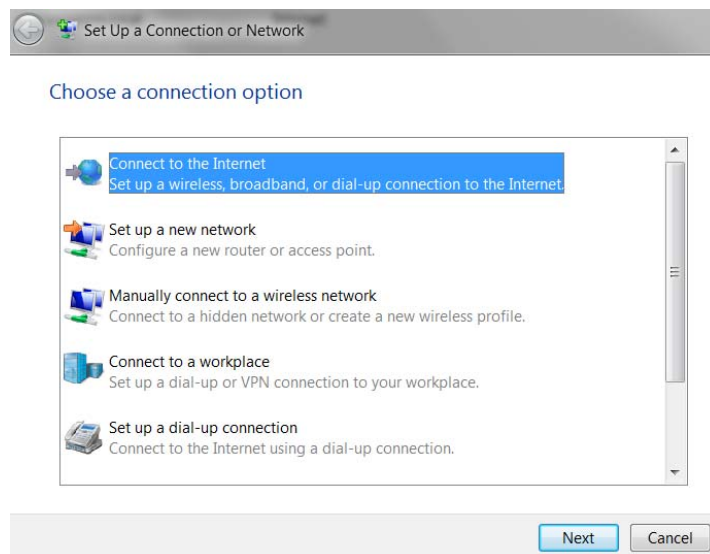 Set Up a Connection or Network
Choose a connection option
Connect to the Internet
Set up a wireless, broadband, or dial-up connection to the Internet.
Set up a new network
Configure a new router or access point.
Manually connect to a wireless network
Connect to a hidden network or create a new wireless profile.
Connect to a workplace
Set up a dial-up or VPN connection to your workplace.
Set up a dial-up connection
Connect to the Internet using a dial-up connection.
Next
Cancel